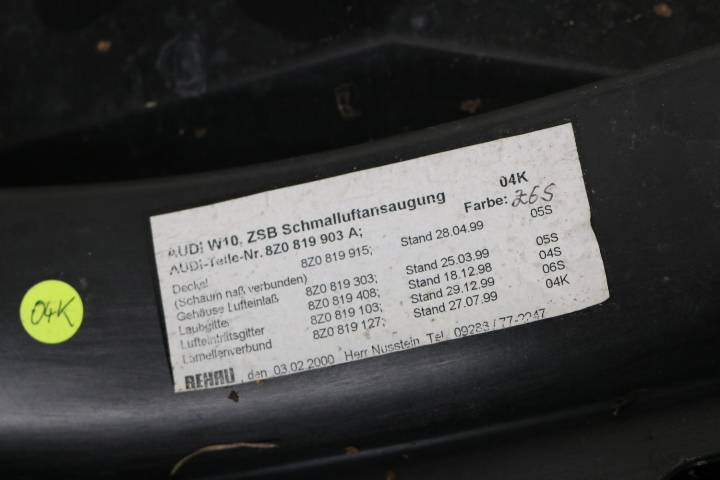 04K
AUDI W10, ZSB Schmalluftansaugung 04K
AUDI-Teile-Nr. 8Z0 819 903 A; Farbe: Z6S
Deckel 8Z0 819 915; Stand 28.04.99 05S
(Schaum naß verbunden)
Gehäuse Lufteinlaß 8Z0 819 303; Stand 25.03.99 05S
Laubgitter 8Z0 819 408; Stand 18.12.98 04S
Lufteintrittsgitter 8Z0 819 103; Stand 29.12.99 06S
Lamellenverbund 8Z0 819 127; Stand 27.07.99 04K
REHAU, den 03.02.2000 Herr Nusstein Tel. 09283 / 77-2247